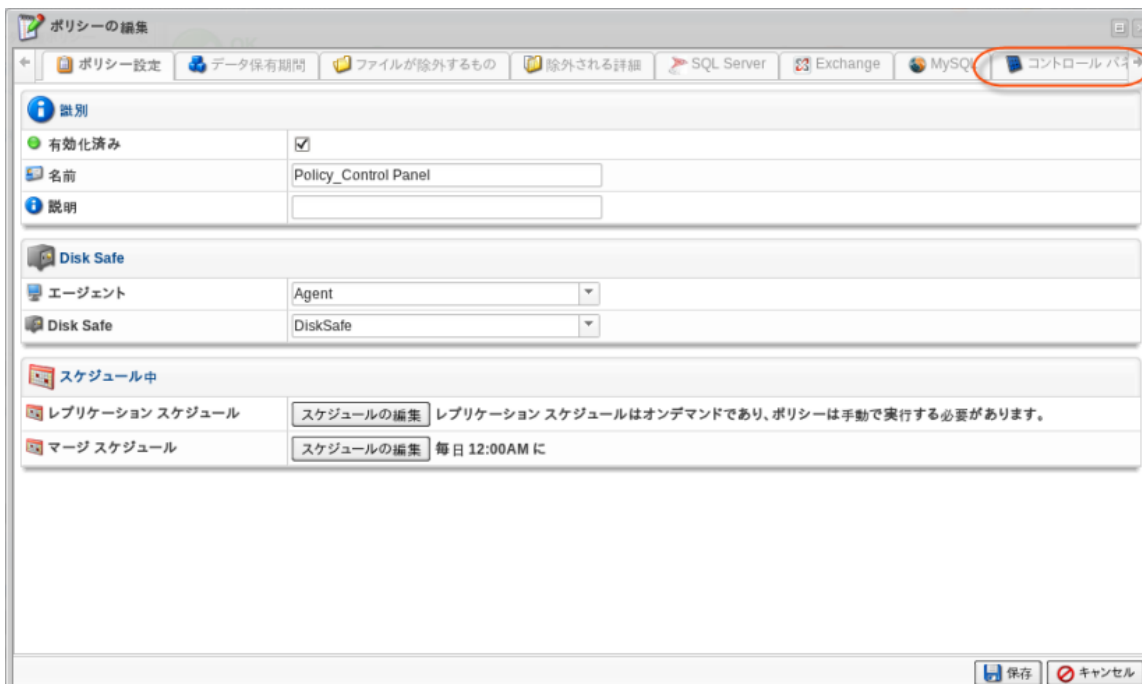 ポリシーの編集
ポリシー設定 データ保有期間 ファイルが除外するもの 除外される詳細 SQL Server Exchange MySQL コントロール パネ
識別
有効化済み
名前 Policy_Control Panel
説明
Disk Safe
エージェント Agent
Disk Safe DiskSafe
スケジュール中
レプリケーション スケジュール スケジュールの編集 レプリケーション スケジュールはオンデマンドであり、ポリシーは手動で実行する必要があります。
マージ スケジュール スケジュールの編集 毎日 12:00AM に
保存 キャンセル